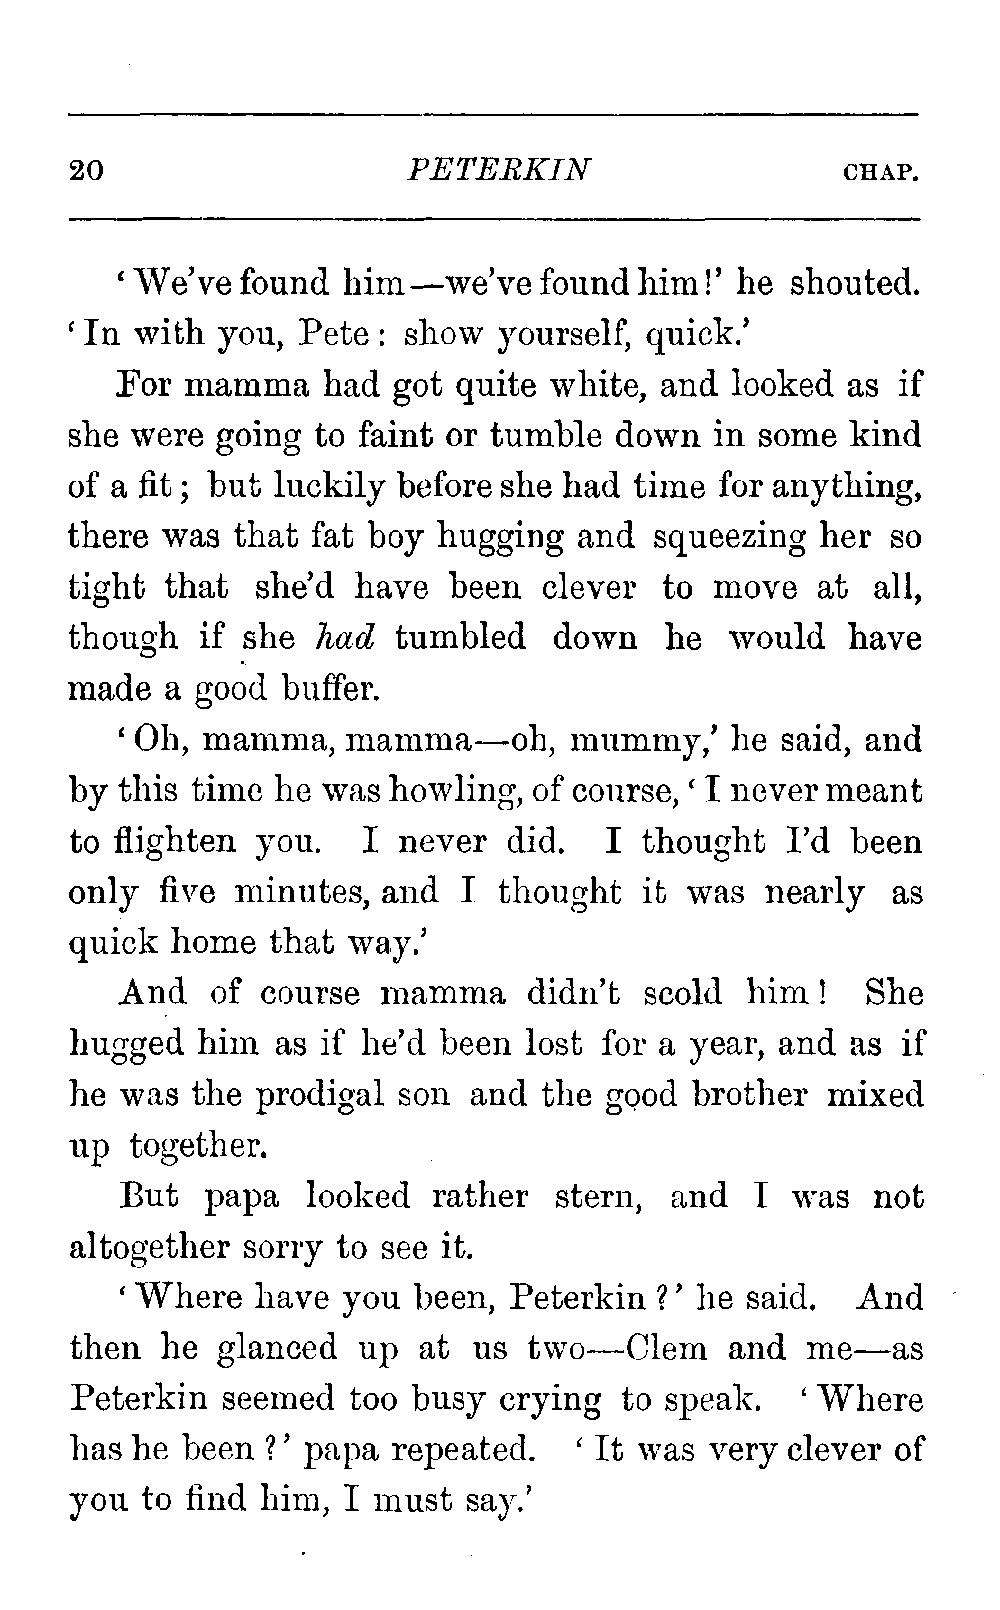 20 PETERKIN CHAP.
‘We’ve found him—we’ve found him!’ he shouted.
‘In with you, Pete: show yourself, quick.’
For mamma had got quite white, and looked as if
she were going to faint or tumble down in some kind
of a fit; but luckily before she had time for anything,
there was that fat boy hugging and squeezing her so
tight that she’d have been clever to move at all,
though if she had tumbled down he would have
made a good buffer.
‘Oh, mamma, mamma—oh, mummy,’ he said, and
by this time he was howling, of course, ‘I never meant
to flighten you. I never did. I thought I’d been
only five minutes, and I thought it was nearly as
quick home that way.’
And of course mamma didn’t scold him! She
hugged him as if he’d been lost for a year, and as if
he was the prodigal son and the good brother mixed
up together.
But papa looked rather stern, and I was not
altogether sorry to see it.
‘Where have you been, Peterkin?’ he said. And
then he glanced up at us two—Clem and me—as
Peterkin seemed too busy crying to speak. ‘Where
has he been?’ papa repeated. ‘It was very clever of
you to find him, I must say.’